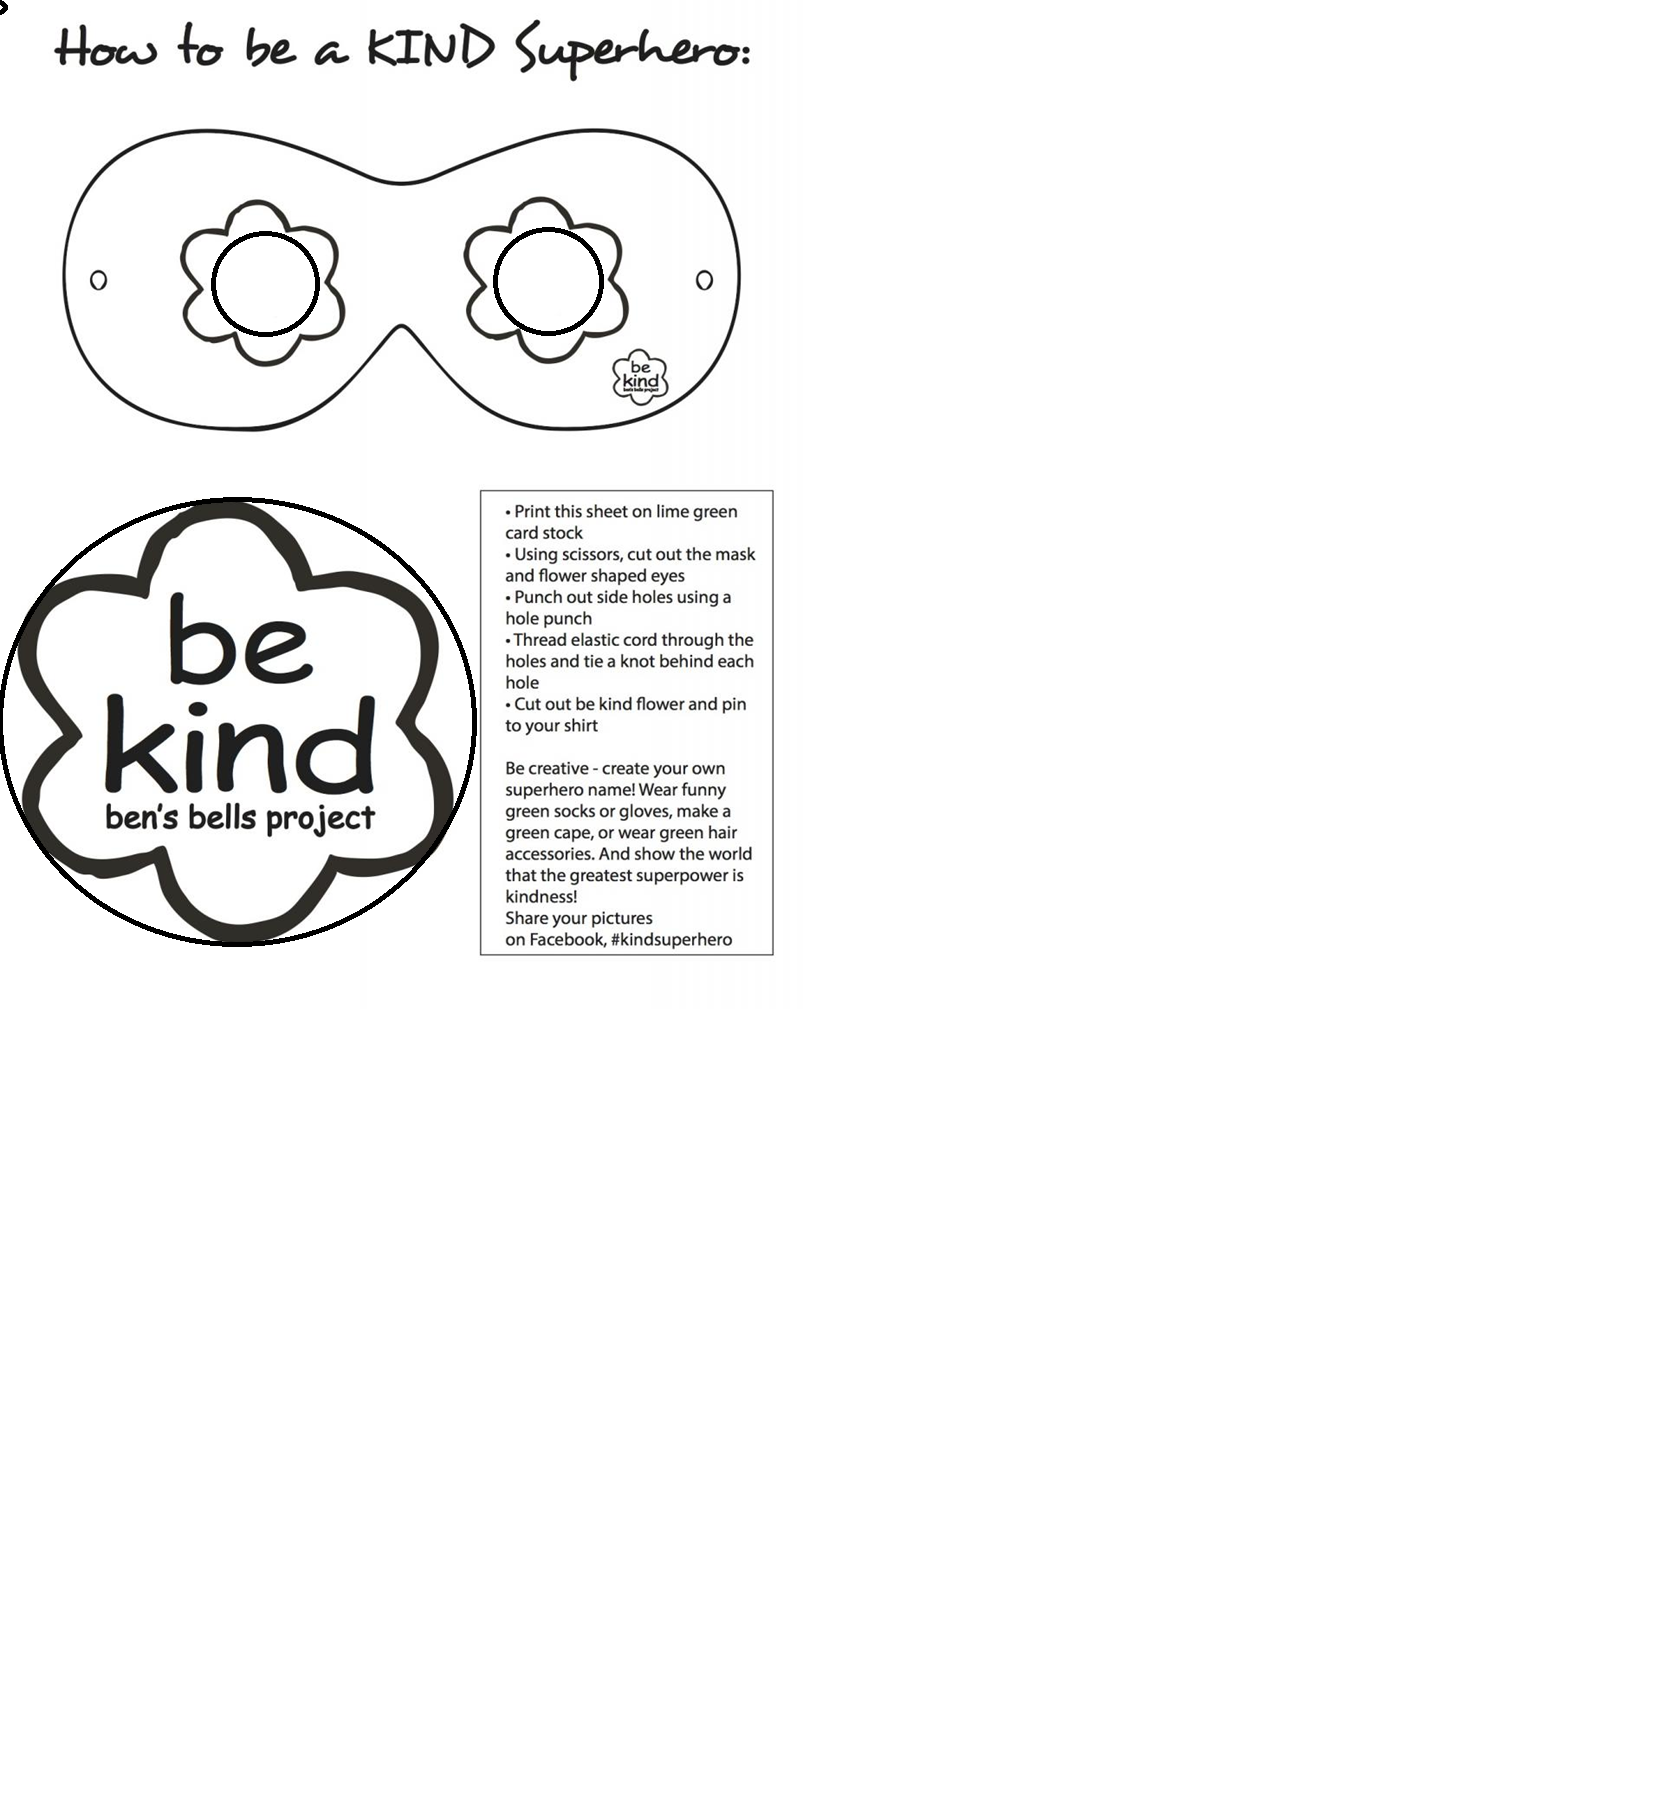 How to be a KIND Superhero:
be
kind
ben's bells project
be
kind
ben's bells project
• Print this sheet on lime green
card stock
• Using scissors, cut out the mask
and flower shaped eyes
• Punch out side holes using a
hole punch
• Thread elastic cord through the
holes and tie a knot behind each
hole
• Cut out be kind flower and pin
to your shirt
Be creative - create your own
superhero name! Wear funny
green socks or gloves, make a
green cape, or wear green hair
accessories. And show the world
that the greatest superpower is
kindness!
Share your pictures
on Facebook, #kindsuperhero